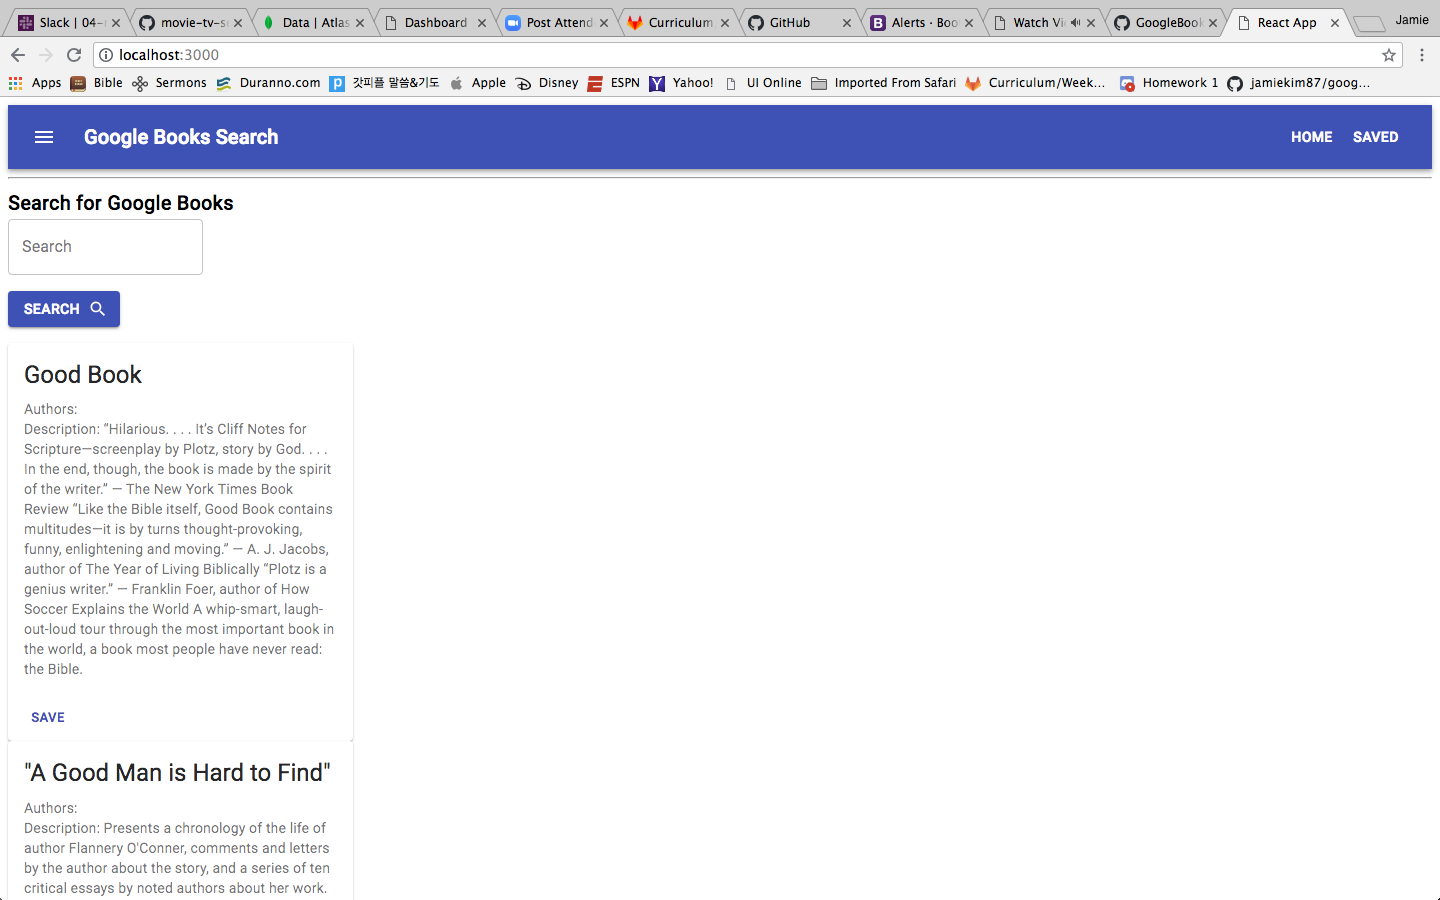 Slack | 04-
movie-tv-s
Data | Atlas
Dashboard
Post Attend
Curriculum
GitHub
Alerts · Boo
Watch Vi
GoogleBook
React App
Jamie
localhost:3000
Apps
Bible
Sermons
Duranno.com
갓피플 말씀&기도
Apple
Disney
ESPN
Yahoo!
UI Online
Imported From Safari
Curriculum/Week...
Homework 1
jamiekim87/goog...
Google Books Search
HOME
SAVED
Search for Google Books
Search
SEARCH
Good Book
Authors:
Description: “Hilarious. . . . It’s Cliff Notes for
Scripture—screenplay by Plotz, story by God. . . .
In the end, though, the book is made by the spirit
of the writer.” — The New York Times Book
Review “Like the Bible itself, Good Book contains
multitudes—it is by turns thought-provoking,
funny, enlightening and moving.” — A. J. Jacobs,
author of The Year of Living Biblically “Plotz is a
genius writer.” — Franklin Foer, author of How
Soccer Explains the World A whip-smart, laugh-
out-loud tour through the most important book in
the world, a book most people have never read:
the Bible.
SAVE
"A Good Man is Hard to Find"
Authors:
Description: Presents a chronology of the life of
author Flannery O'Conner, comments and letters
by the author about the story, and a series of ten
critical essays by noted authors about her work.